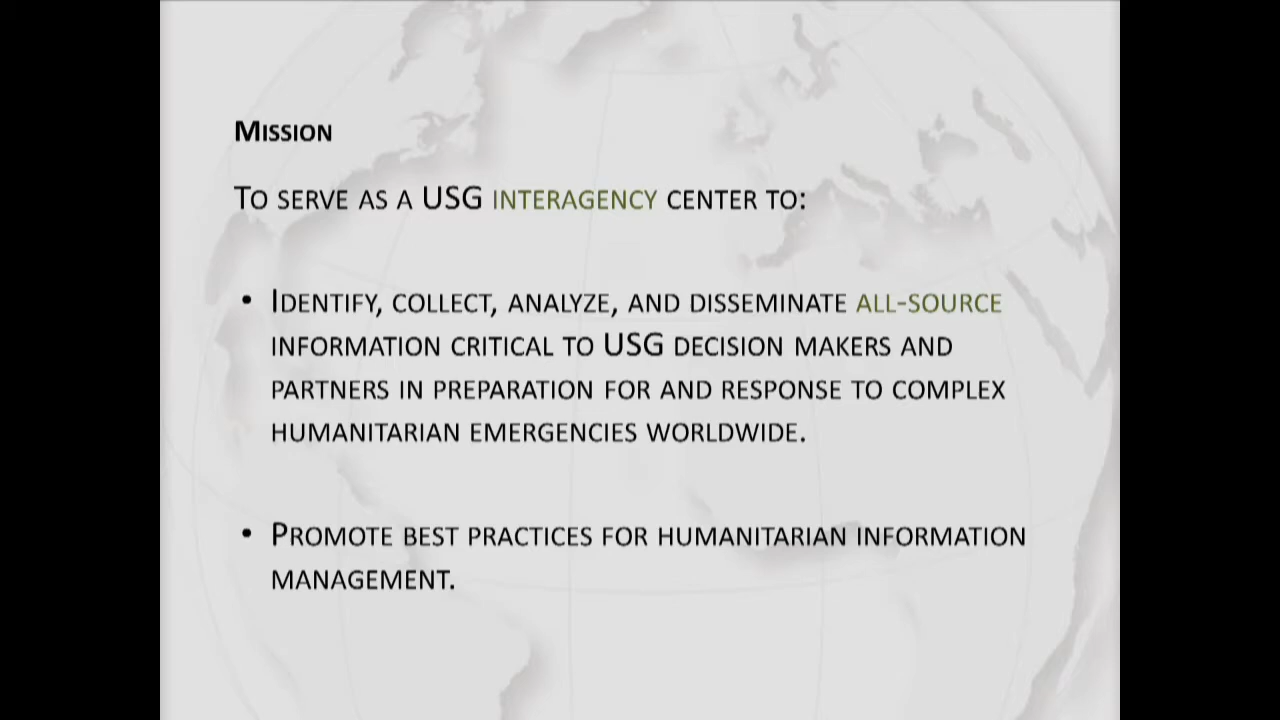 Mission
To serve as a USG interagency center to:
• Identify, collect, analyze, and disseminate all-source
information critical to USG decision makers and
partners in preparation for and response to complex
humanitarian emergencies worldwide.
• Promote best practices for humanitarian information
management.